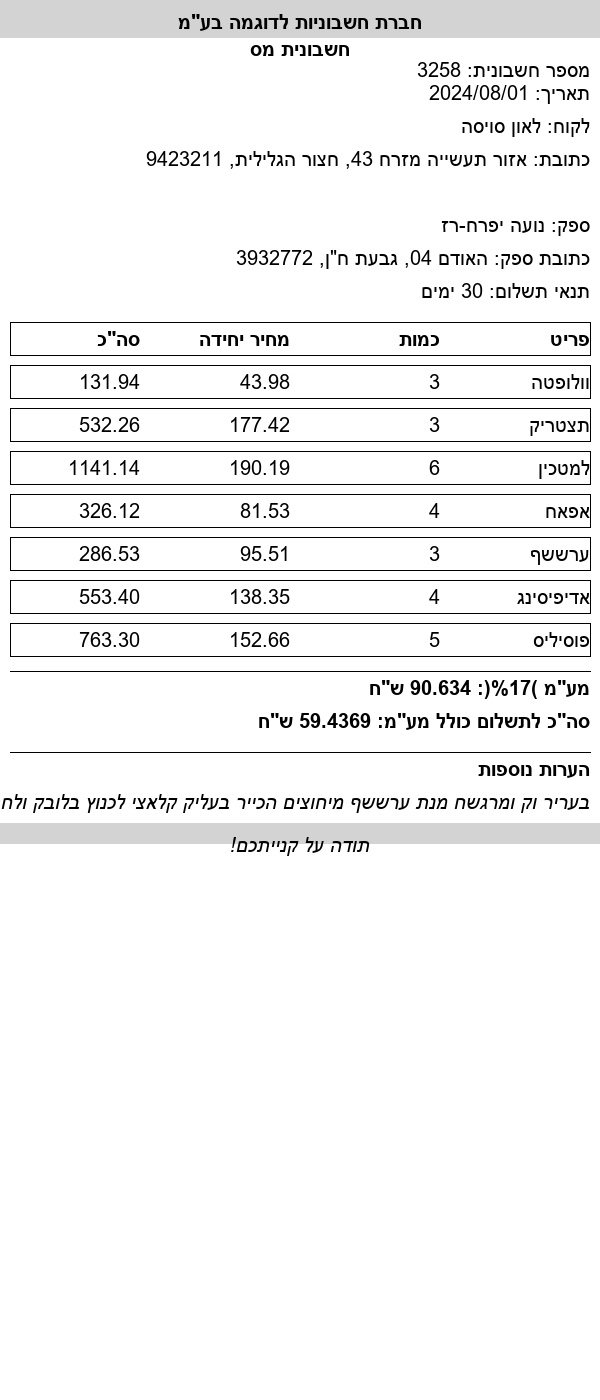 חברת חשבוניות לדוגמה בע"מ
חשבונית מס
מספר חשבונית: 3258
תאריך: 2024/08/01
לקוח: לאון סויסה
כתובת: אזור תעשייה מזרח 43, חצור הגלילית, 9423211
ספק: נועה יפרח-רז
כתובת ספק: האודם 04, גבעת ח"ן, 3932772
תנאי תשלום: 30 ימים
פריט כמות מחיר יחידה סה"כ
וולופטה 3 43.98 131.94
תצטריק 3 177.42 532.26
למטכין 6 190.19 1141.14
אפאח 4 81.53 326.12
ערששף 3 95.51 286.53
אדיפיסינג 4 138.35 553.40
פוסיליס 5 152.66 763.30
מע"מ )17%(: 90.634 ש"ח
סה"כ לתשלום כולל מע"מ: 59.4369 ש"ח
הערות נוספות
בעריר וק ומרגשח מנת ערששף מיחוצים הכייר בעליק קלאצי לכנוץ בלובק ולח
תודה על קנייתכם!